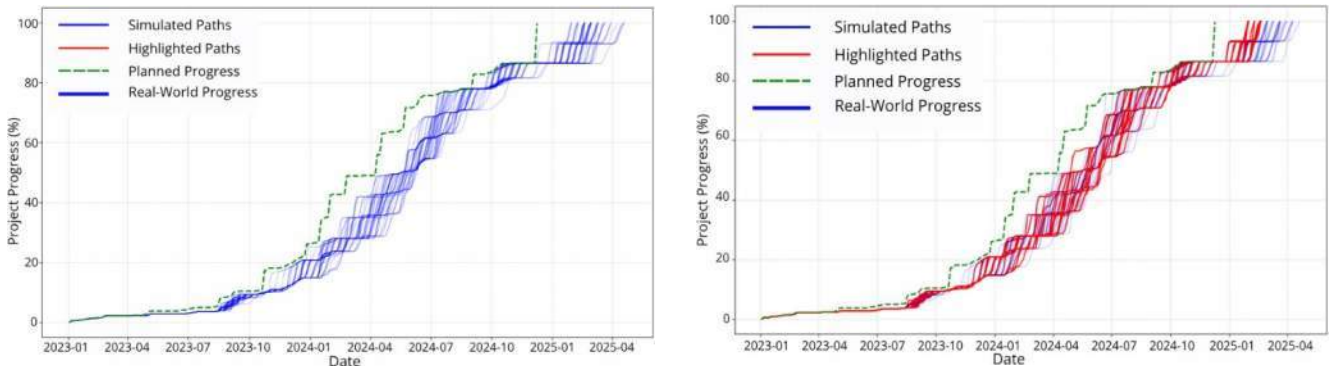 100
80
60
40
20
0
Project Progress (%)
Simulated Paths
Highlighted Paths
Planned Progress
Real-World Progress
2023-01 2023-04 2023-07 2023-10 2024-01 2024-04 2024-07 2024-10 2025-01 2025-04
Date
100
80
60
40
20
0
Project Progress (%)
Simulated Paths
Highlighted Paths
Planned Progress
Real-World Progress
2023-01 2023-04 2023-07 2023-10 2024-01 2024-04 2024-07 2024-10 2025-01 2025-04
Date